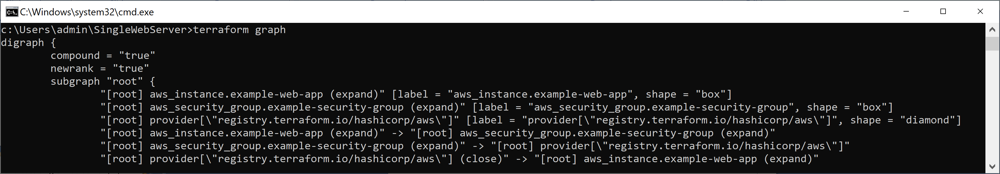 C:\Windows\system32\cmd.exe
c:\Users\admin\SingleWebServer>terraform graph
digraph {
        compound = "true"
        newrank = "true"
        subgraph "root" {
                "[root] aws_instance.example-web-app (expand)" [label = "aws_instance.example-web-app", shape = "box"]
                "[root] aws_security_group.example-security-group (expand)" [label = "aws_security_group.example-security-group", shape = "box"]
                "[root] provider[\"registry.terraform.io/hashicorp/aws\"]" [label = "provider[\"registry.terraform.io/hashicorp/aws\"]", shape = "diamond"]
                "[root] aws_instance.example-web-app (expand)" -> "[root] aws_security_group.example-security-group (expand)"
                "[root] aws_security_group.example-security-group (expand)" -> "[root] provider[\"registry.terraform.io/hashicorp/aws\"]"
                "[root] provider[\"registry.terraform.io/hashicorp/aws\"] (close)" -> "[root] aws_instance.example-web-app (expand)"